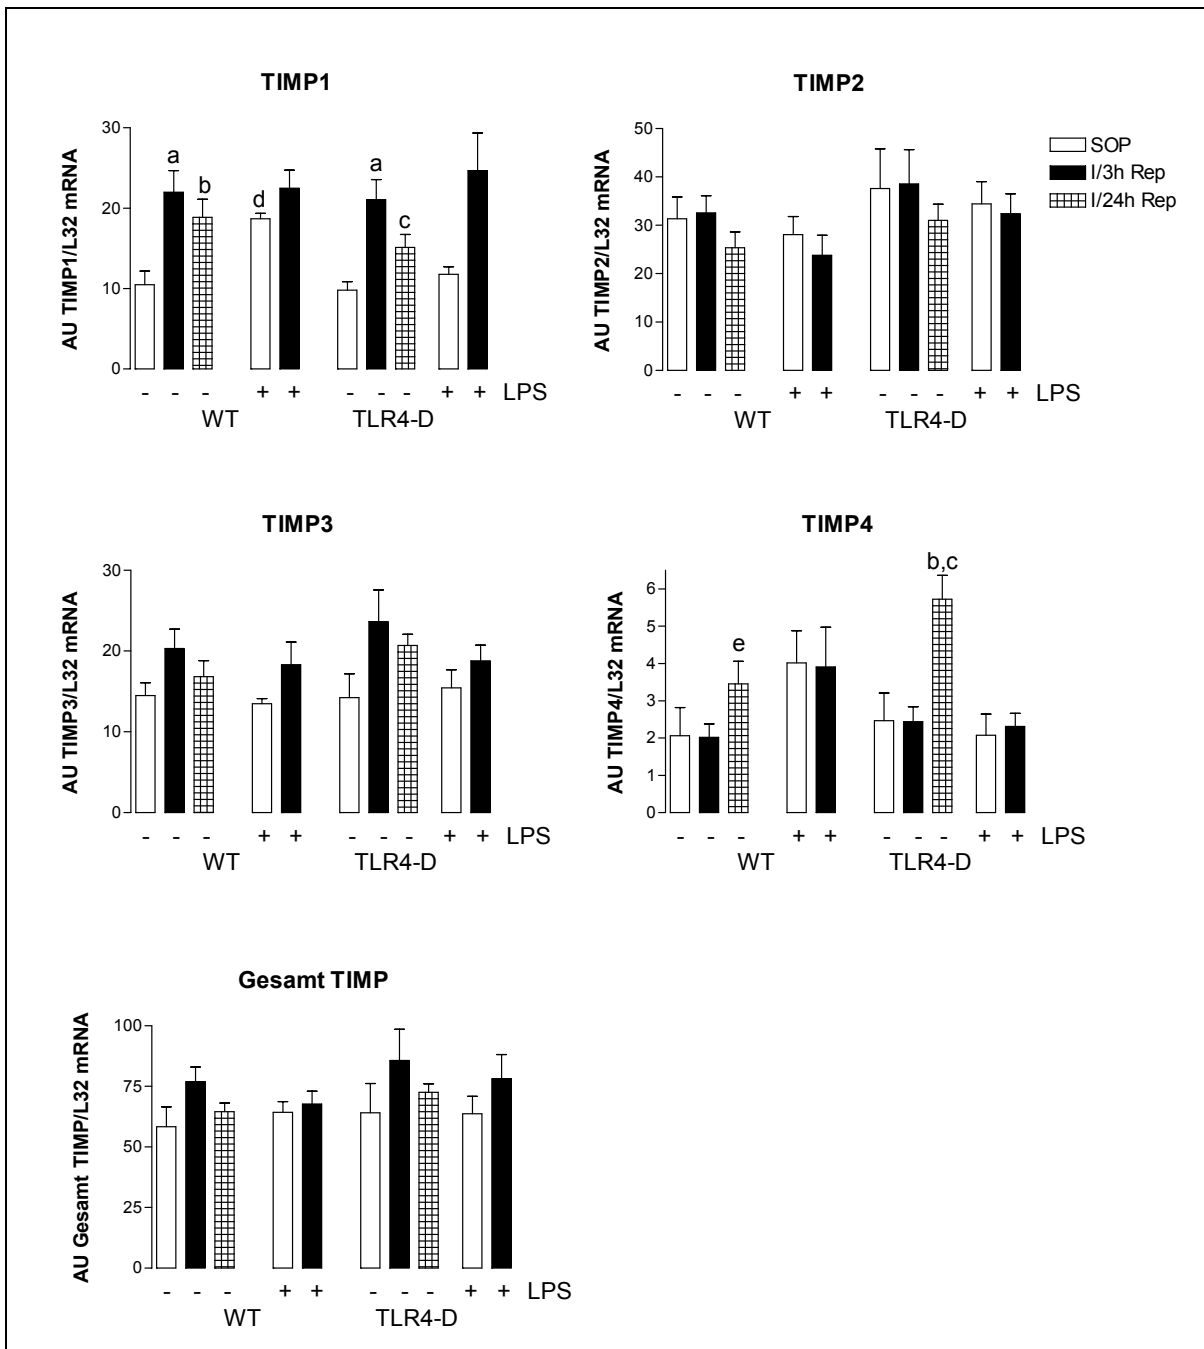 TIMP1
AU TIMP1/L32 mRNA
30
20
10
0
a
b
d
a
c
- - - + + - - - + + LPS
WT TLR4-D
TIMP2
AU TIMP2/L32 mRNA
50
40
30
20
10
0
- - - + + - - - + + LPS
WT TLR4-D
SOP
I/3h Rep
I/24h Rep
TIMP3
AU TIMP3/L32 mRNA
30
20
10
0
- - - + + - - - + + LPS
WT TLR4-D
TIMP4
AU TIMP4/L32 mRNA
6
5
4
3
2
1
0
e
b,c
- - - + + - - - + + LPS
WT TLR4-D
Gesamt TIMP
AU Gesamt TIMP/L32 mRNA
100
75
50
25
0
- - - + + - - - + + LPS
WT TLR4-D